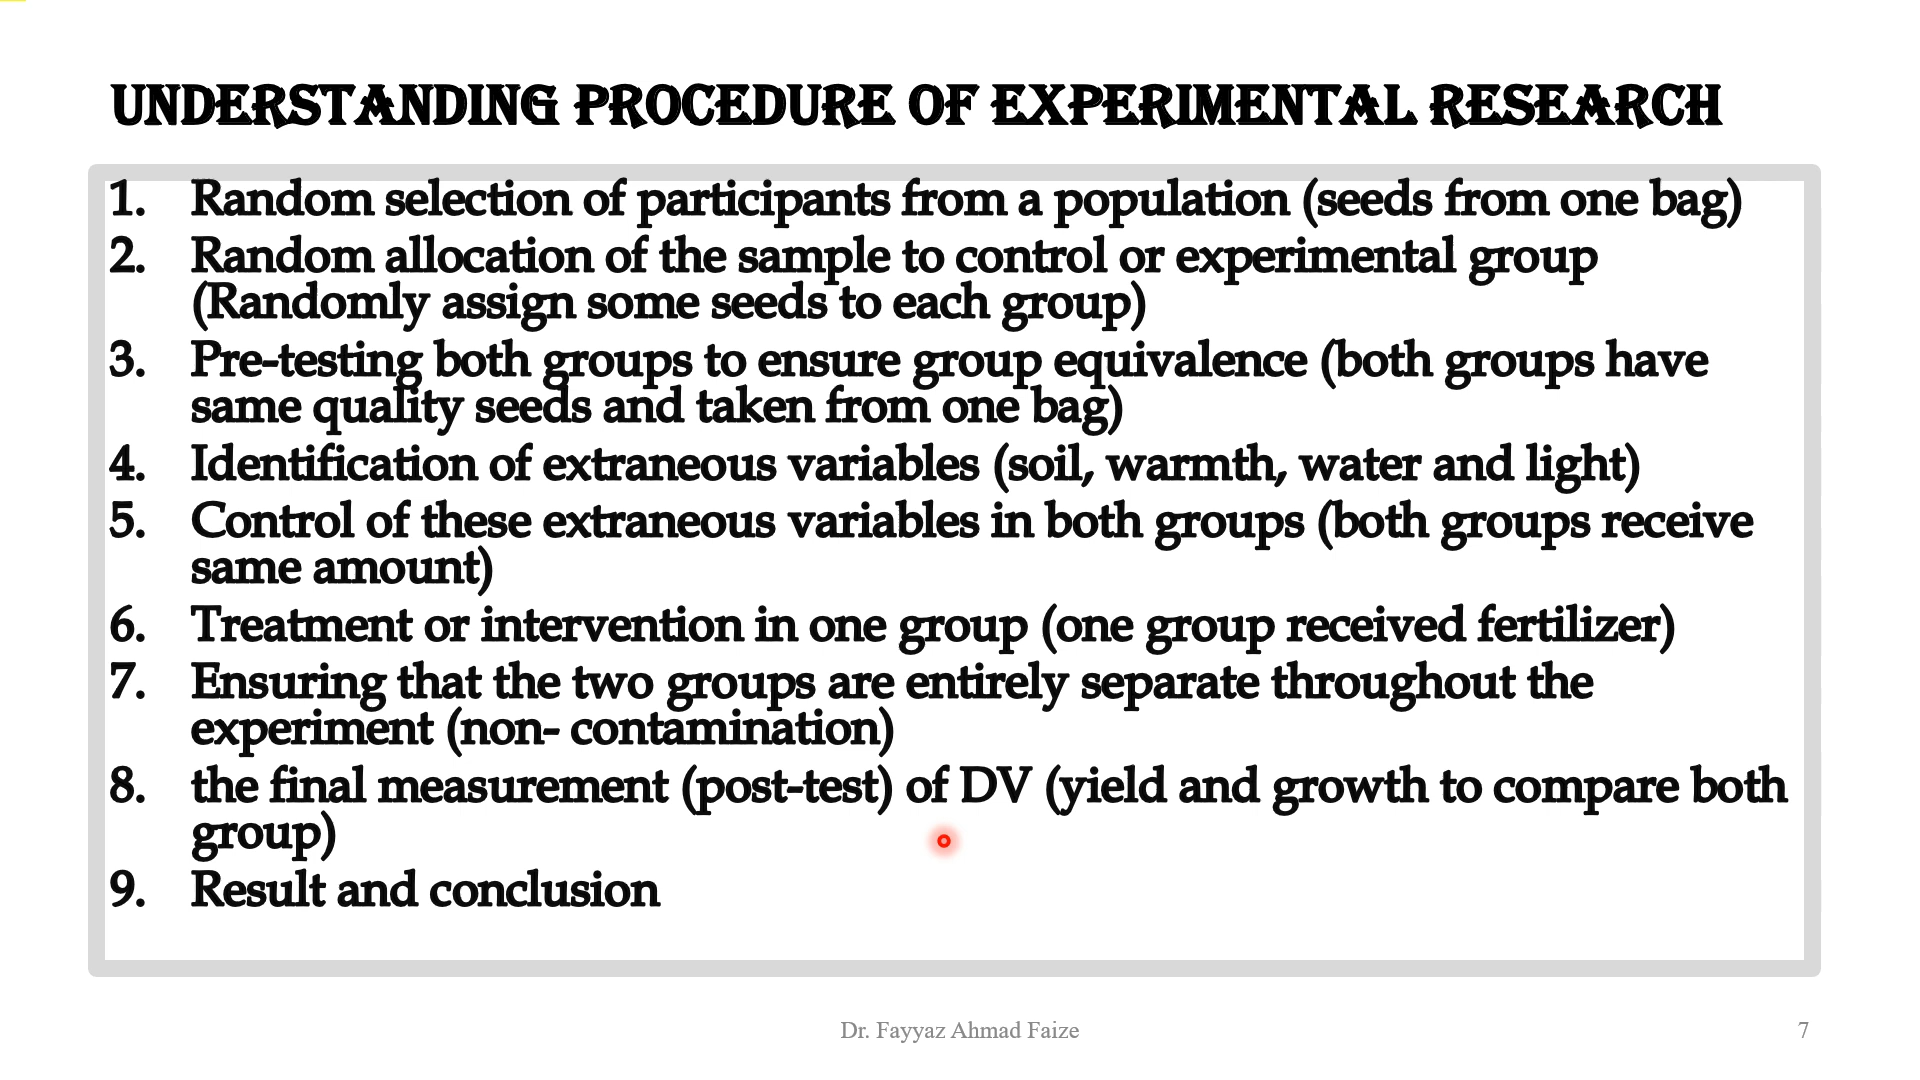 UNDERSTANDING PROCEDURE OF EXPERIMENTAL RESEARCH
1. Random selection of participants from a population (seeds from one bag)
2. Random allocation of the sample to control or experimental group
(Randomly assign some seeds to each group)
3. Pre-testing both groups to ensure group equivalence (both groups have
same quality seeds and taken from one bag)
4. Identification of extraneous variables (soil, warmth, water and light)
5. Control of these extraneous variables in both groups (both groups receive
same amount)
6. Treatment or intervention in one group (one group received fertilizer)
7. Ensuring that the two groups are entirely separate throughout the
experiment (non- contamination)
8. the final measurement (post-test) of DV (yield and growth to compare both
group)
9. Result and conclusion
Dr. Fayyaz Ahmad Faize
7